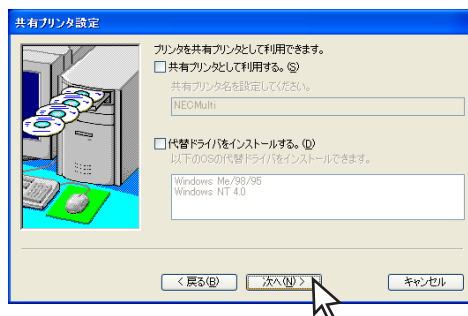 共有プリンタ設定
プリンタを共有プリンタとして利用できます。
共有プリンタとして利用する。(S)
共有プリンタ名を設定してください。
NECMulti
代替ドライバをインストールする。(D)
以下のOSの代替ドライバをインストールできます。
Windows Me/98/95
Windows NT 4.0
< 戻る(B)
次へ(N) >
キャンセル